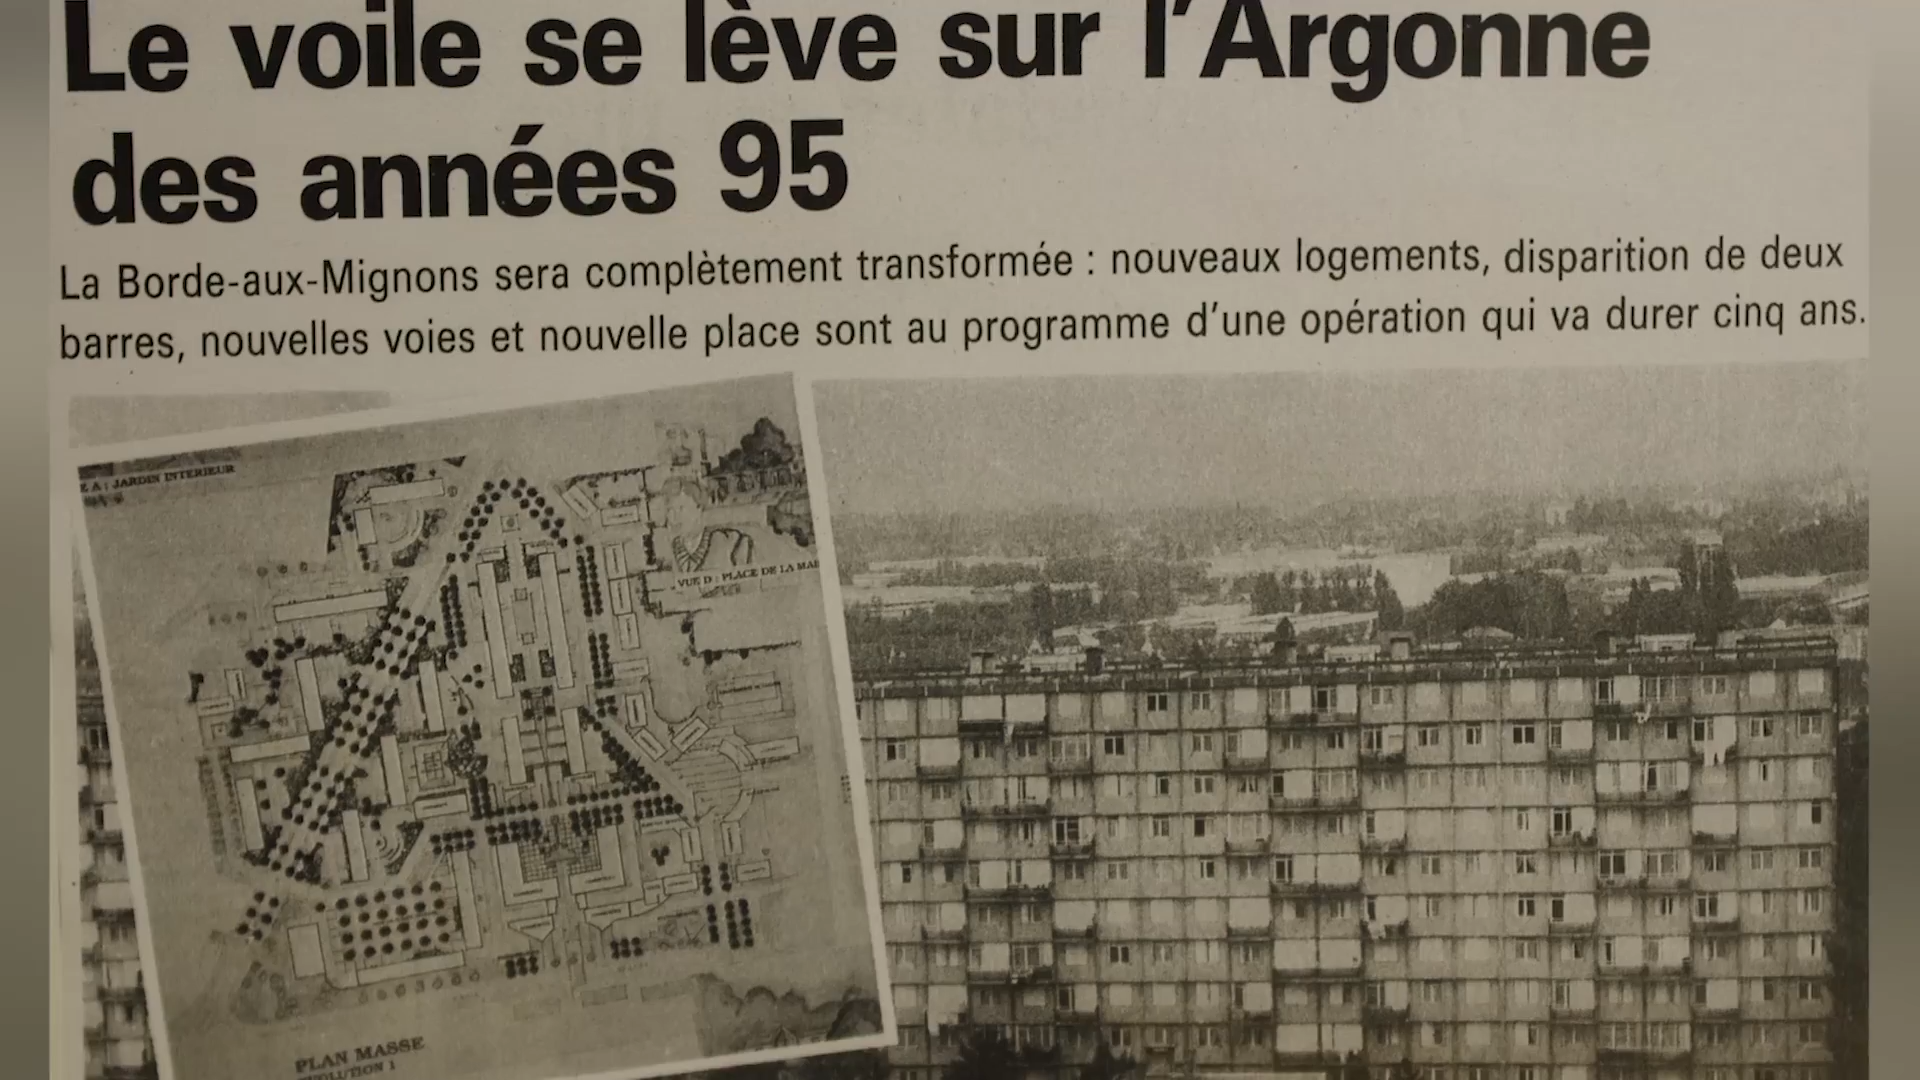 Le voile se lève sur l'Argonne
des années 95
La Borde-aux-Mignons sera complètement transformée : nouveaux logements, disparition de deux
barres, nouvelles voies et nouvelle place sont au programme d'une opération qui va durer cinq ans.
A : JARDIN INTERIEUR
VUE D : PLACE DE LA MAI
PLAN MASSE